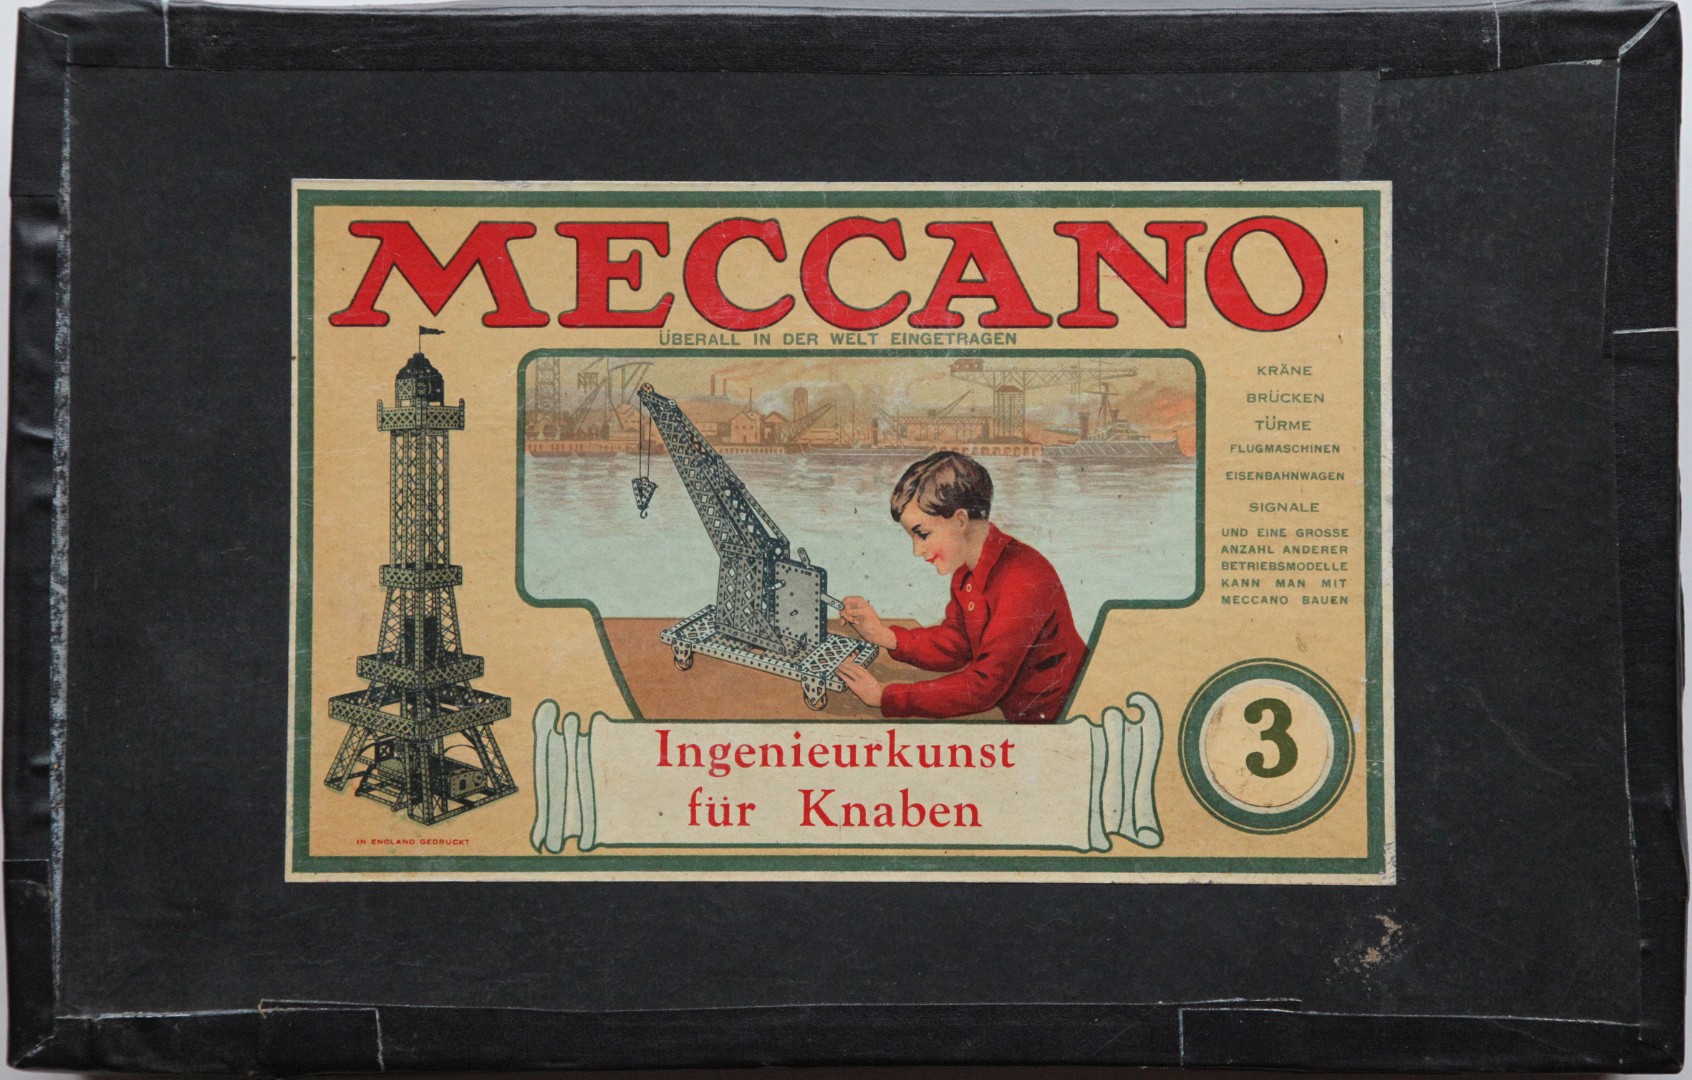 MECCANO
ÜBERALL IN DER WELT EINGETRAGEN
KRÄNE
BRÜCKEN
TÜRME
FLUGMASCHINEN
EISENBAHNWAGEN
SIGNALE
UND EINE GROSSE
ANZAHL ANDERER
BETRIEBSMODELLE
KANN MAN MIT
MECCANO BAUEN
3
Ingenieurkunst
für Knaben
IN ENGLAND GEDRUCKT